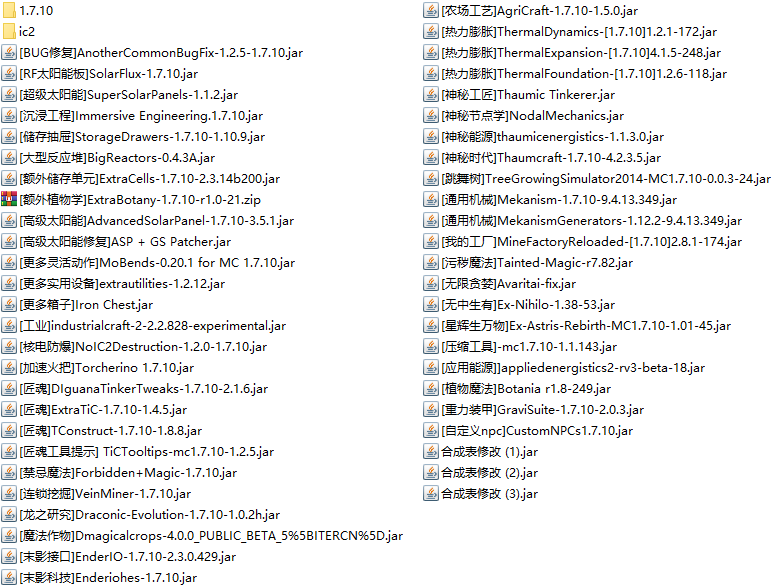 1.7.10
ic2
[BUG修复]AnotherCommonBugFix-1.2.5-1.7.10.jar
[RF太阳能板]SolarFlux-1.7.10.jar
[超级太阳能]SuperSolarPanels-1.1.2.jar
[沉浸工程]Immersive Engineering.1.7.10.jar
[储存抽屉]StorageDrawers-1.7.10-1.10.9.jar
[大型反应堆]BigReactors-0.4.3A.jar
[额外储存单元]ExtraCells-1.7.10-2.3.14b200.jar
[额外植物学]ExtraBotany-1.7.10-r1.0-21.zip
[高级太阳能]AdvancedSolarPanel-1.7.10-3.5.1.jar
[高级太阳能修复]ASP + GS Patcher.jar
[更多灵活动作]MoBends-0.20.1 for MC 1.7.10.jar
[更多实用设备]extrautilities-1.2.12.jar
[更多箱子]Iron Chest.jar
[工业]industrialcraft-2-2.2.828-experimental.jar
[核电防爆]NoIC2Destruction-1.2.0-1.7.10.jar
[加速火把]Torcherino 1.7.10.jar
[匠魂]DIguanaTinkerTweaks-1.7.10-2.1.6.jar
[匠魂]ExtraTiC-1.7.10-1.4.5.jar
[匠魂]TConstruct-1.7.10-1.8.8.jar
[匠魂工具提示] TiCTooltips-mc1.7.10-1.2.5.jar
[禁忌魔法]Forbidden+Magic-1.7.10.jar
[连锁挖掘]VeinMiner-1.7.10.jar
[龙之研究]Draconic-Evolution-1.7.10-1.0.2h.jar
[魔法作物]Dmagicalcrops-4.0.0_PUBLIC_BETA_5%5BITERCN%5D.jar
[末影接口]EnderIO-1.7.10-2.3.0.429.jar
[末影科技]Enderiohes-1.7.10.jar
[农场工艺]AgriCraft-1.7.10-1.5.0.jar
[热力膨胀]ThermalDynamics-[1.7.10]1.2.1-172.jar
[热力膨胀]ThermalExpansion-[1.7.10]4.1.5-248.jar
[热力膨胀]ThermalFoundation-[1.7.10]1.2.6-118.jar
[神秘工匠]Thaumic Tinkerer.jar
[神秘节点学]NodalMechanics.jar
[神秘能源]thaumicenergistics-1.1.3.0.jar
[神秘时代]Thaumcraft-1.7.10-4.2.3.5.jar
[跳舞树]TreeGrowingSimulator2014-MC1.7.10-0.0.3-24.jar
[通用机械]Mekanism-1.7.10-9.4.13.349.jar
[通用机械]MekanismGenerators-1.12.2-9.4.13.349.jar
[我的工厂]MineFactoryReloaded-[1.7.10]2.8.1-174.jar
[污秽魔法]Tainted-Magic-r7.82.jar
[无限贪婪]Avaritai-fix.jar
[无中生有]Ex-Nihilo-1.38-53.jar
[星辉生万物]Ex-Astris-Rebirth-MC1.7.10-1.01-45.jar
[压缩工具]-mc1.7.10-1.1.143.jar
[应用能源]]appliedenergistics2-rv3-beta-18.jar
[植物魔法]Botania r1.8-249.jar
[重力装甲]GraviSuite-1.7.10-2.0.3.jar
[自定义npc]CustomNPCs1.7.10.jar
合成表修改 (1).jar
合成表修改 (2).jar
合成表修改 (3).jar